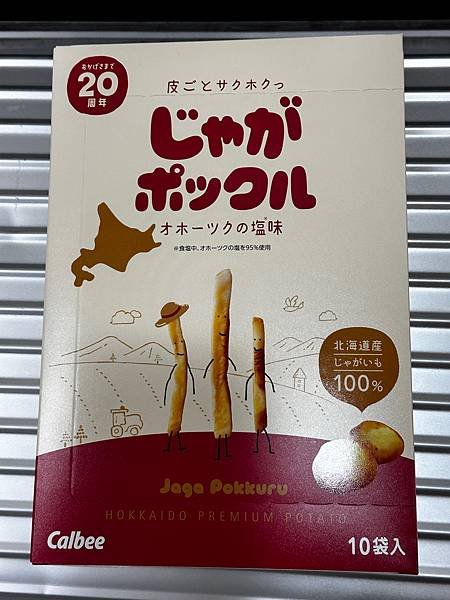 おかげさまで
20
周年
皮ごとサクホクっ
じゃが
ポックル
オホーツクの塩味
※食塩中、オホーツクの塩を95%使用
北海道産
じゃがいも
100%
Jaga Pokkuru
HOKKAIDO PREMIUM POTATO
Calbee
10袋入